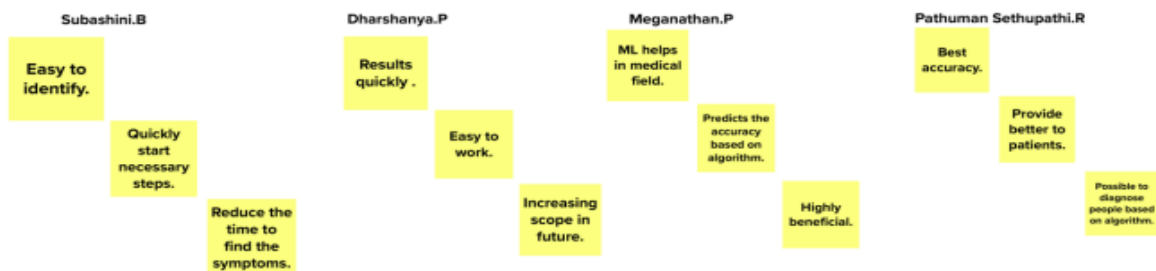 Subashini.B
Easy to
identify.
Quickly
start
necessary
steps.
Reduce the
time to
find the
symptoms.
Dharshanya.P
Results
quickly .
Easy to
work.
Increasing
scope in
future.
Meganathan.P
ML helps
in medical
field.
Predicts the
accuracy
based on
algorithm.
Highly
beneficial.
Pathuman Sethupathi.R
Best
accuracy.
Provide
better to
patients.
Possible to
diagnose
people based
on algorithm.